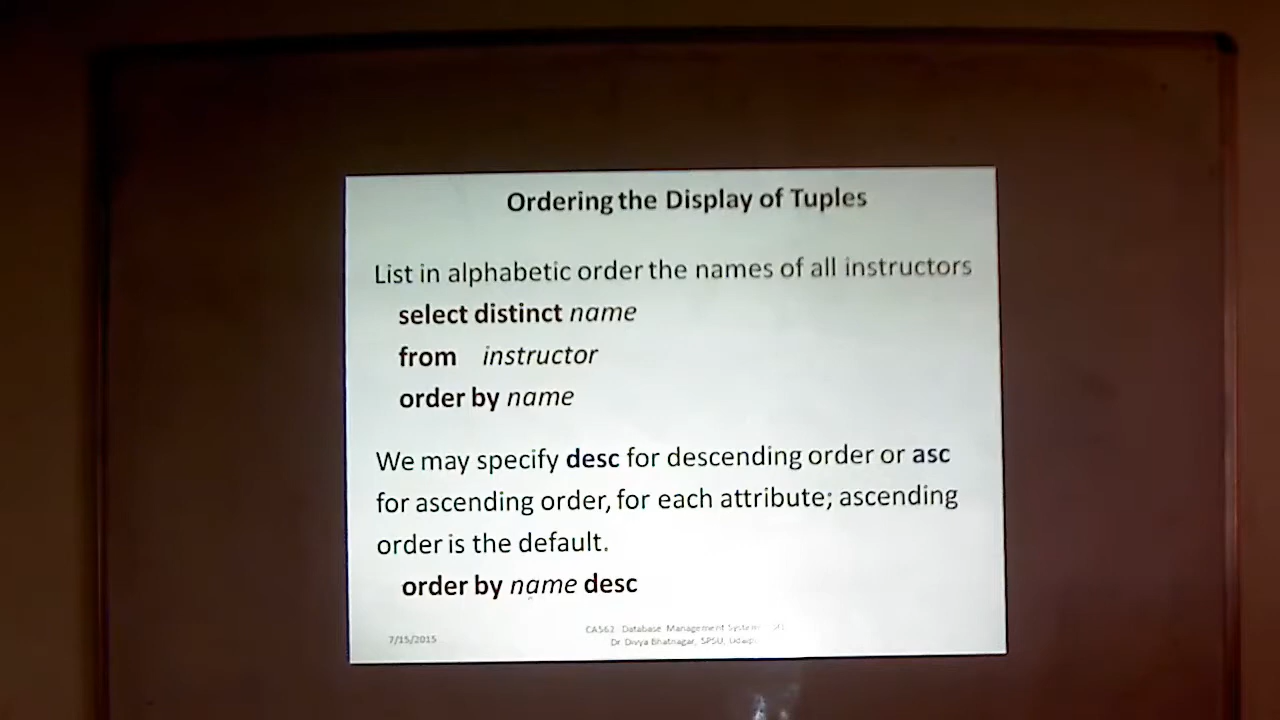 Ordering the Display of Tuples
List in alphabetic order the names of all instructors
select distinct name
from instructor
order by name
We may specify desc for descending order or asc
for ascending order, for each attribute; ascending
order is the default.
order by name desc
7/15/2015
Database Management
Dr Divya Bhatnagar, SPSU,